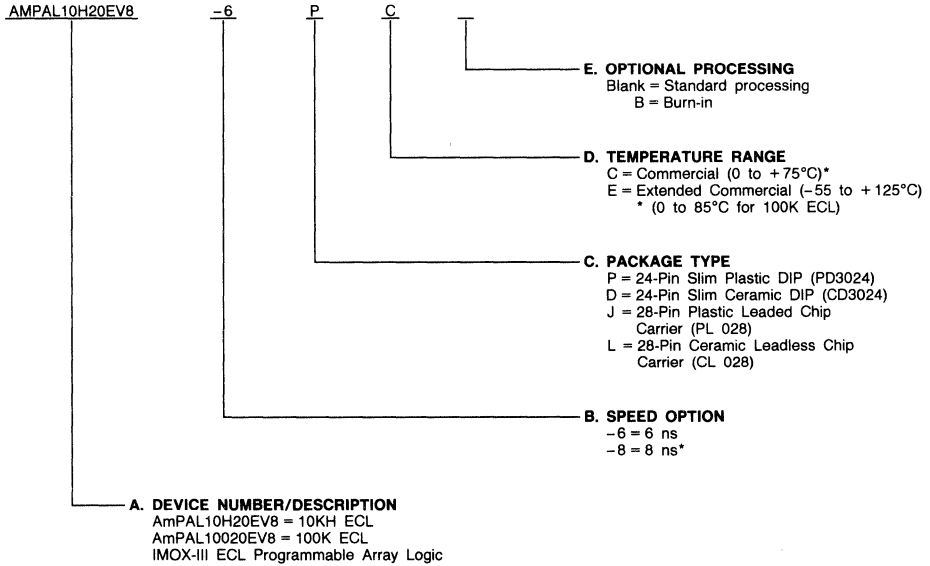 AMPAL10H20EV8 -6 P C _
E. OPTIONAL PROCESSING
Blank = Standard processing
B = Burn-in
D. TEMPERATURE RANGE
C = Commercial (0 to +75°C)*
E = Extended Commercial (-55 to +125°C)
* (0 to 85°C for 100K ECL)
C. PACKAGE TYPE
P = 24-Pin Slim Plastic DIP (PD3024)
D = 24-Pin Slim Ceramic DIP (CD3024)
J = 28-Pin Plastic Leaded Chip
Carrier (PL 028)
L = 28-Pin Ceramic Leadless Chip
Carrier (CL 028)
B. SPEED OPTION
-6 = 6 ns
-8 = 8 ns*
A. DEVICE NUMBER/DESCRIPTION
AmPAL10H20EV8 = 10KH ECL
AmPAL10020EV8 = 100K ECL
IMOX-III ECL Programmable Array Logic